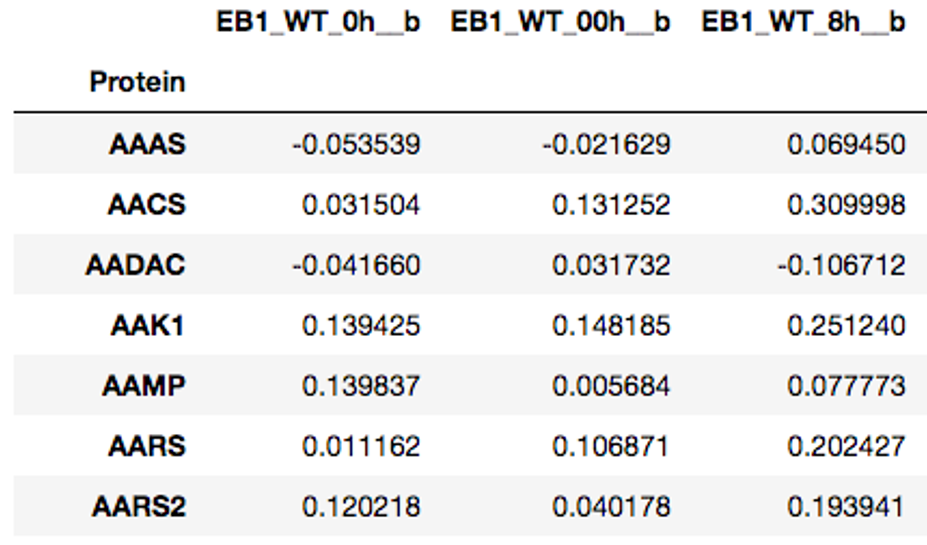 EB1_WT_0h__b EB1_WT_00h__b EB1_WT_8h__b
Protein
AAAS -0.053539 -0.021629 0.069450
AACS 0.031504 0.131252 0.309998
AADAC -0.041660 0.031732 -0.106712
AAK1 0.139425 0.148185 0.251240
AAMP 0.139837 0.005684 0.077773
AARS 0.011162 0.106871 0.202427
AARS2 0.120218 0.040178 0.193941